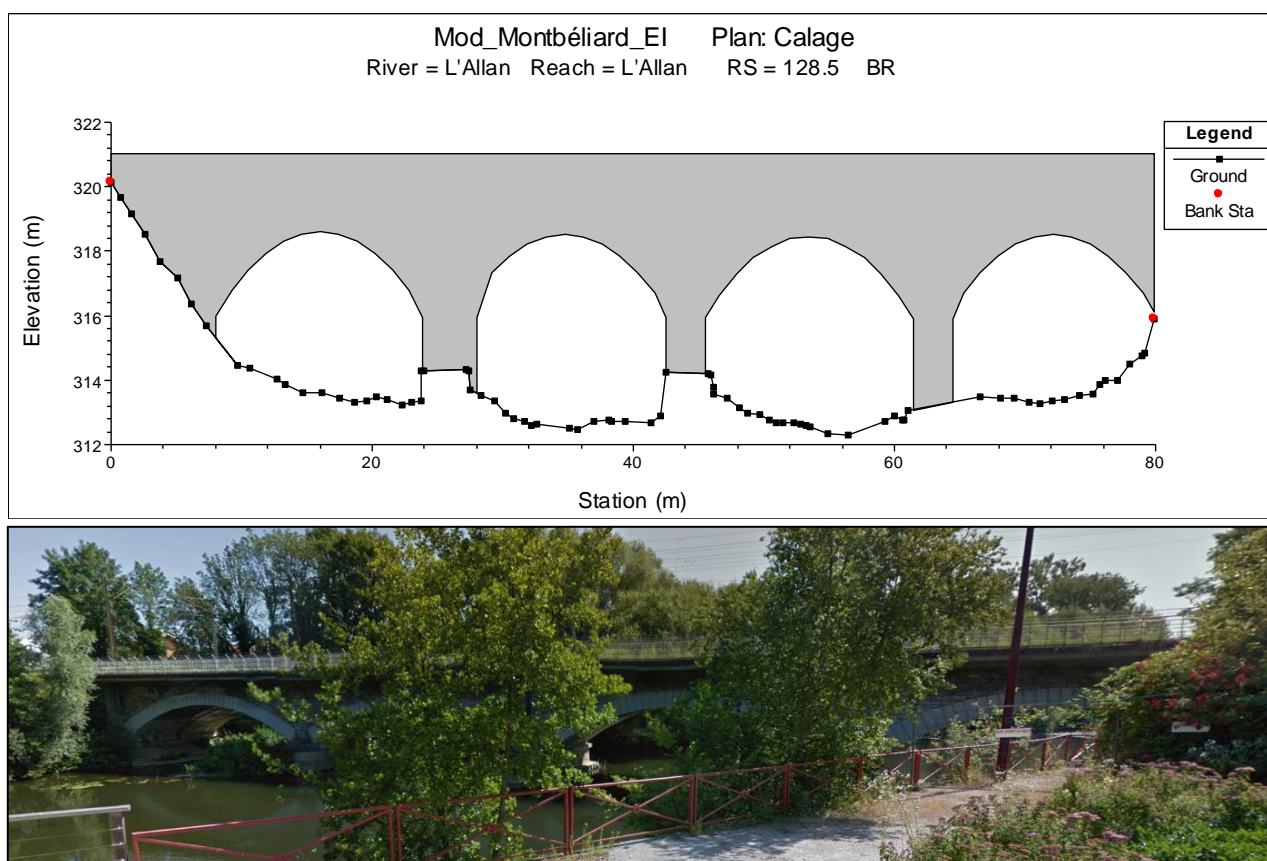 Mod_Montbéliard_EI Plan: Calage
River = L'Allan Reach = L'Allan RS = 128.5 BR
322
320
318
316
314
312
Elevation (m)
0 20 40 60 80
Station (m)
Legend
Ground
Bank Sta